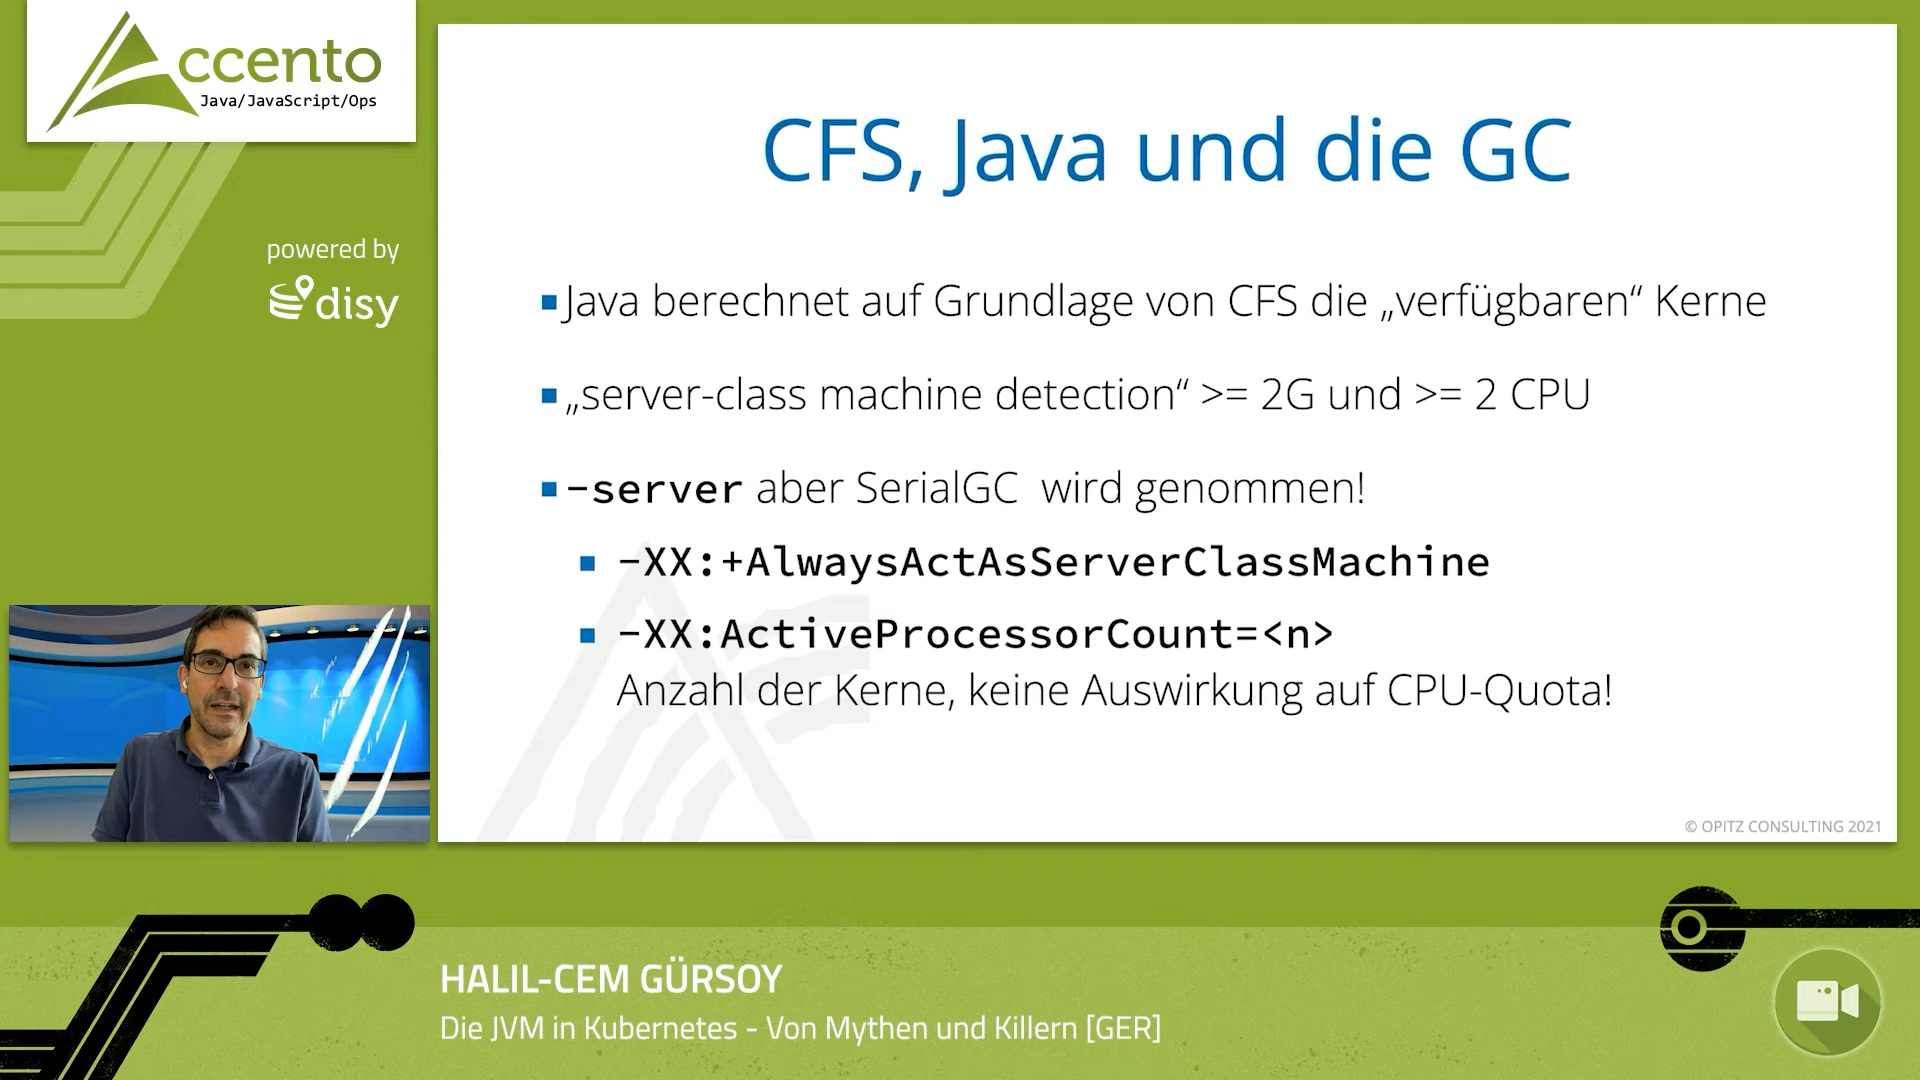 Accento
Java/JavaScript/Ops
powered by
disy
CFS, Java und die GC
Java berechnet auf Grundlage von CFS die „verfügbaren“ Kerne
„server-class machine detection“ >= 2G und >= 2 CPU
-server aber SerialGC wird genommen!
-XX:+AlwaysActAsServerClassMachine
-XX:ActiveProcessorCount=<n>
Anzahl der Kerne, keine Auswirkung auf CPU-Quota!
© OPITZ CONSULTING 2021
HALIL-CEM GÜRSOY
Die JVM in Kubernetes - Von Mythen und Killern [GER]